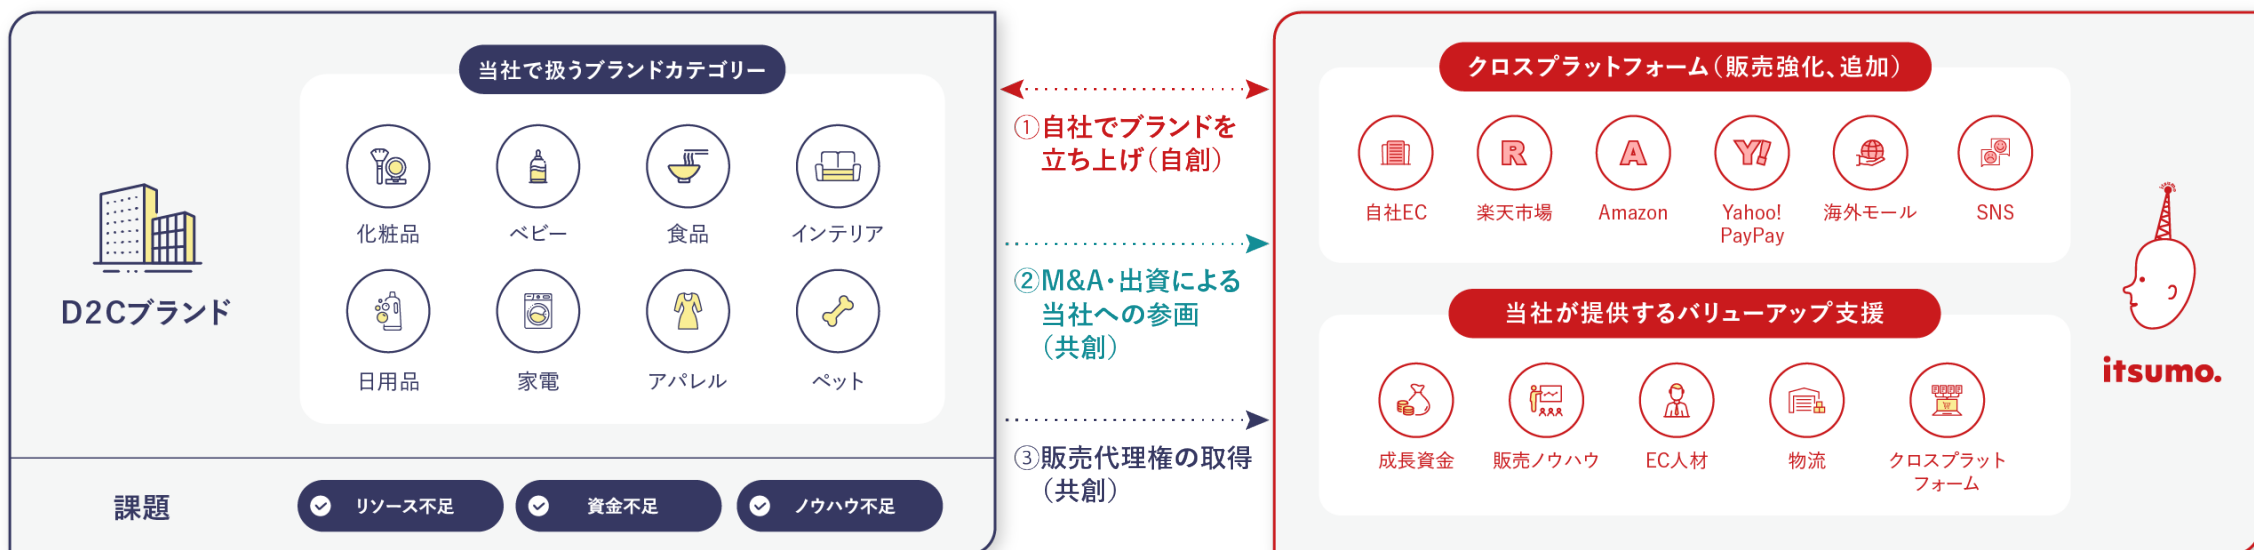 当社で扱うブランドカテゴリー
化粧品
ベビー
食品
インテリア
日用品
家電
アパレル
ペット
D2Cブランド
課題
リソース不足
資金不足
ノウハウ不足
①自社でブランドを
立ち上げ（自創）
②M&A・出資による
当社への参画
（共創）
③販売代理権の取得
（共創）
クロスプラットフォーム（販売強化、追加）
R
A
Y!
自社EC
楽天市場
Amazon
Yahoo!
PayPay
海外モール
SNS
当社が提供するバリューアップ支援
成長資金
販売ノウハウ
EC人材
物流
クロスプラット
フォーム
itsumo.